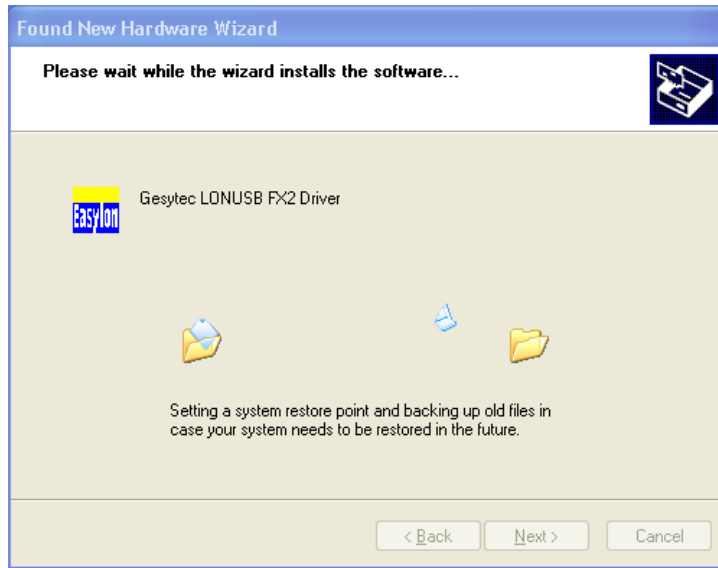 Found New Hardware Wizard
Please wait while the wizard installs the software...
Easylon
Gesytec LONUSB FX2 Driver
Setting a system restore point and backing up old files in
case your system needs to be restored in the future.
< Back
Next >
Cancel